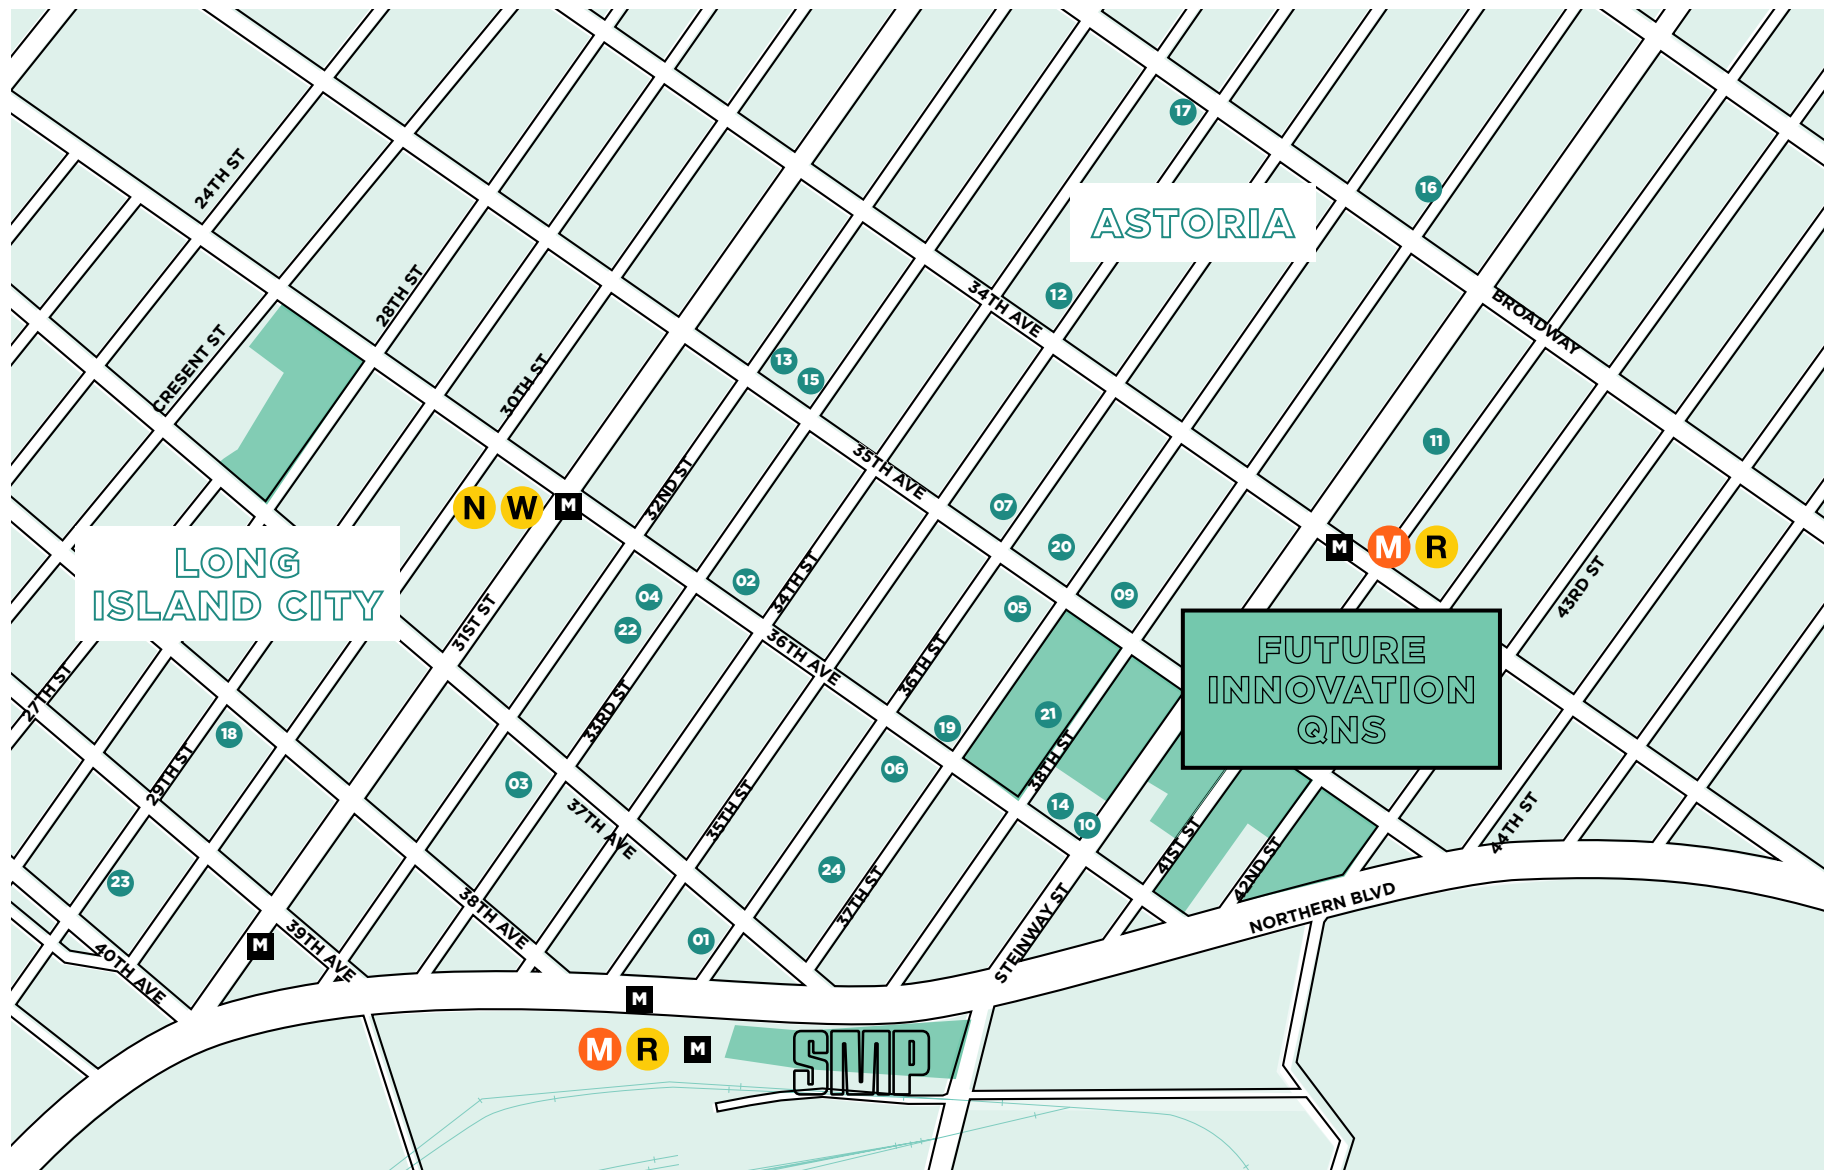 17
24TH ST
16
ASTORIA
28TH ST
12
34TH AVE
BROADWAY
CRESENT ST
30TH ST
13
15
11
35TH AVE
32ND ST
N
W
M
07
20
M
M
R
LONG
ISLAND CITY
04
02
34TH ST
05
09
43RD ST
22
31ST ST
36TH AVE
36TH ST
FUTURE
INNOVATION
QNS
27TH ST
18
33RD ST
19
21
38TH ST
29TH ST
03
06
14
10
37TH AVE
35TH ST
41ST ST
44TH ST
23
24
42ND ST
37TH ST
38TH AVE
01
NORTHERN BLVD
M
39TH AVE
STEINWAY ST
40TH AVE
M
M
R
M
SMP